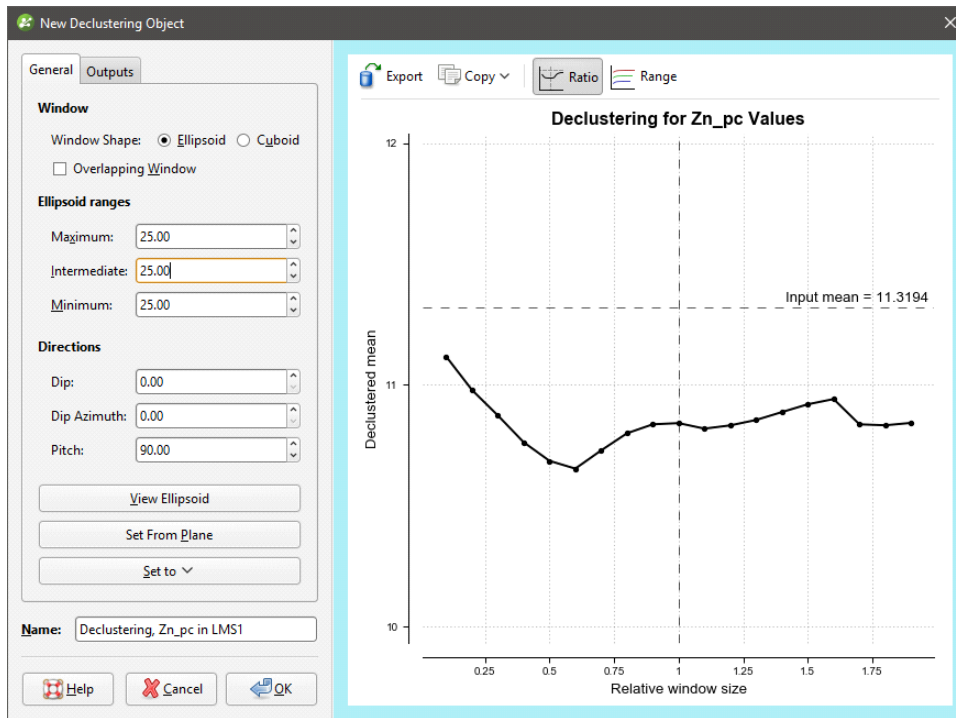 New Declustering Object
General Outputs
Window
Window Shape: Ellipsoid Cuboid
Overlapping Window
Ellipsoid ranges
Maximum: 25.00
Intermediate: 25.00
Minimum: 25.00
Directions
Dip: 0.00
Dip Azimuth: 0.00
Pitch: 90.00
View Ellipsoid
Set From Plane
Set to
Name: Declustering, Zn_pc in LMS1
Help Cancel OK
Export Copy Ratio Range
Declustering for Zn_pc Values
12
Input mean = 11.3194
11
Declustered mean
10
0.25 0.5 0.75 1 1.25 1.5 1.75
Relative window size